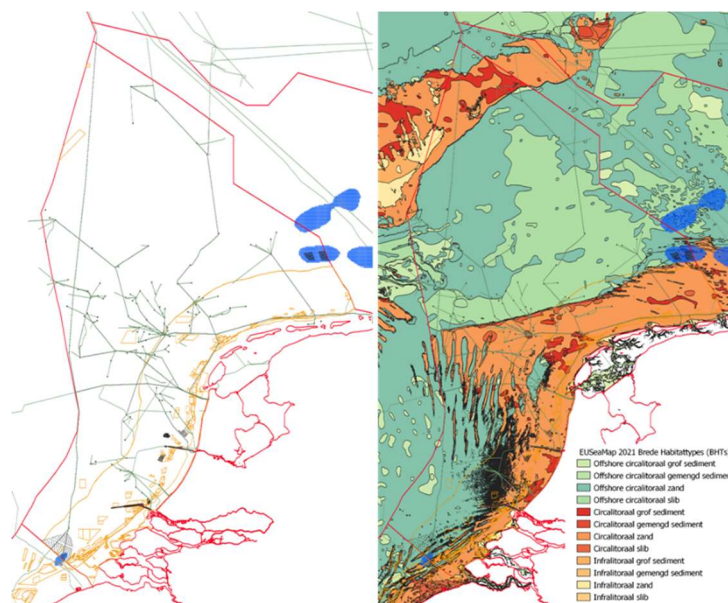 EUSeaMap 2021 Brede Habitattypes (BHTs)
Offshore circalitoraal grof sediment
Offshore circalitoraal gemengd sediment
Offshore circalitoraal zand
Offshore circalitoraal slib
Circalitoraal grof sediment
Circalitoraal gemengd sediment
Circalitoraal zand
Circalitoraal slib
Infralitoraal grof sediment
Infralitoraal gemengd sediment
Infralitoraal zand
Infralitoraal slib